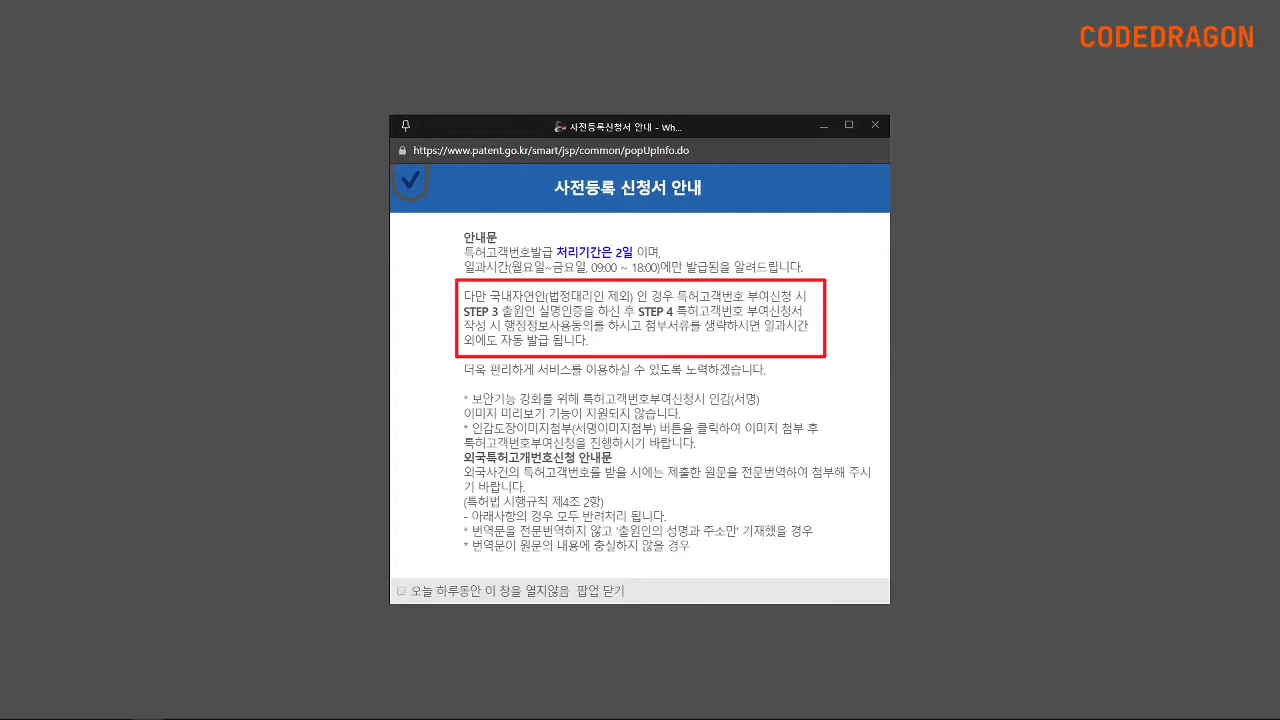 CODEDRAGON
사전등록신청서 안내 - Wh...
https://www.patent.go.kr/smart/jsp/common/popUpInfo.do
사전등록 신청서 안내
안내문
특허고객번호발급 처리기간은 2일 이며,
일과시간(월요일~금요일, 09:00 ~ 18:00)에만 발급됨을 알려드립니다.
다만 국내자연인(법정대리인 제외) 인 경우 특허고객번호 부여신청 시
STEP 3 출원인 실명인증을 하신 후 STEP 4 특허고객번호 부여신청서
작성 시 행정정보사용동의를 하시고 첨부서류를 생략하시면 일과시간
외에도 자동 발급 됩니다.
더욱 편리하게 서비스를 이용하실 수 있도록 노력하겠습니다.
* 보안기능 강화를 위해 특허고객번호부여신청시 인감(서명)
이미지 미리보기 기능이 지원되지 않습니다.
* 인감도장이미지첨부(서명이미지첨부) 버튼을 클릭하여 이미지 첨부 후
특허고객번호부여신청을 진행하시기 바랍니다.
외국특허고개번호신청 안내문
외국사건의 특허고객번호를 받을 시에는 제출한 원문을 전문번역하여 첨부해 주시
기 바랍니다.
(특허법 시행규칙 제4조 2항)
- 아래사항의 경우 모두 반려처리 됩니다.
* 번역문을 전문번역하지 않고 '출원인의 성명과 주소만' 기재했을 경우
* 번역문이 원문의 내용에 충실하지 않을 경우
오늘 하루동안 이 창을 열지않음 팝업 닫기